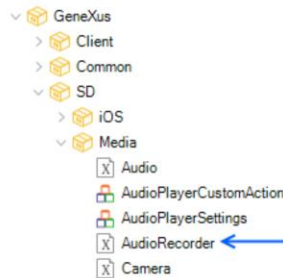 GeneXus
Client
Common
SD
iOS
Media
Audio
AudioPlayerCustomAction
AudioPlayerSettings
AudioRecorder
Camera